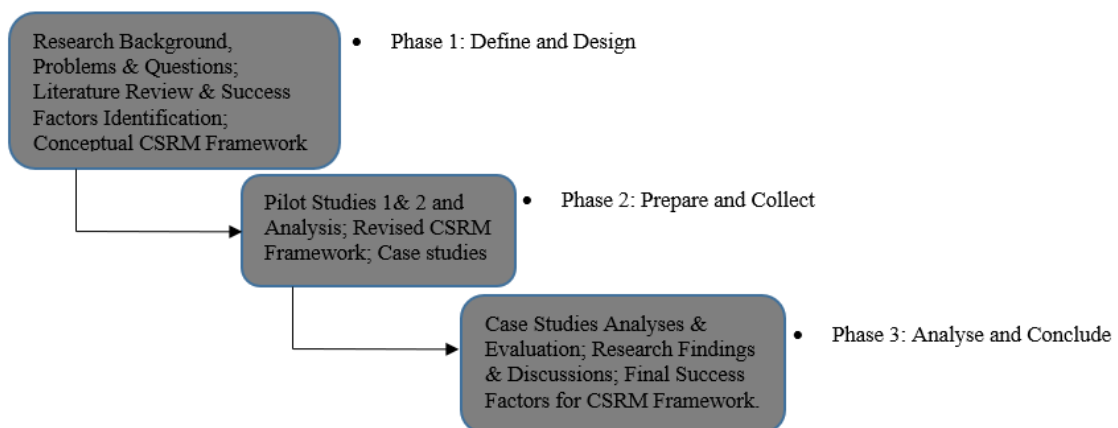 Research Background,
Problems & Questions;
Literature Review & Success
Factors Identification;
Conceptual CSRM Framework
• Phase 1: Define and Design
Pilot Studies 1& 2 and
Analysis; Revised CSRM
Framework; Case studies
• Phase 2: Prepare and Collect
Case Studies Analyses &
Evaluation; Research Findings
& Discussions; Final Success
Factors for CSRM Framework.
• Phase 3: Analyse and Conclude